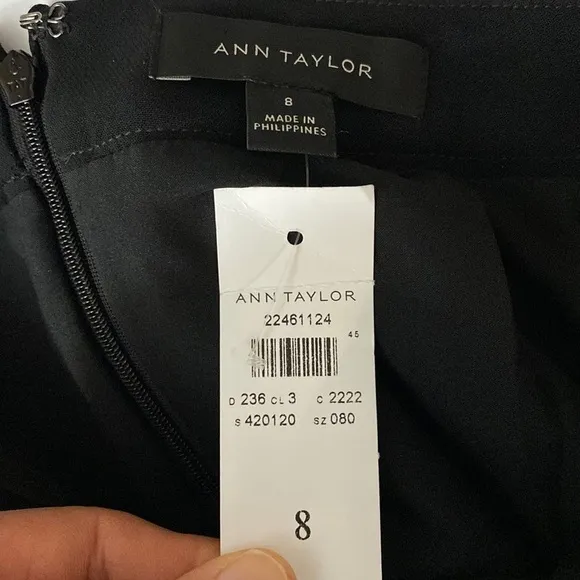 ANN TAYLOR
8
MADE IN
PHILIPPINES
ANN TAYLOR
22461124
45
D 236 CL 3 C 2222
S 420120 SZ 080
8